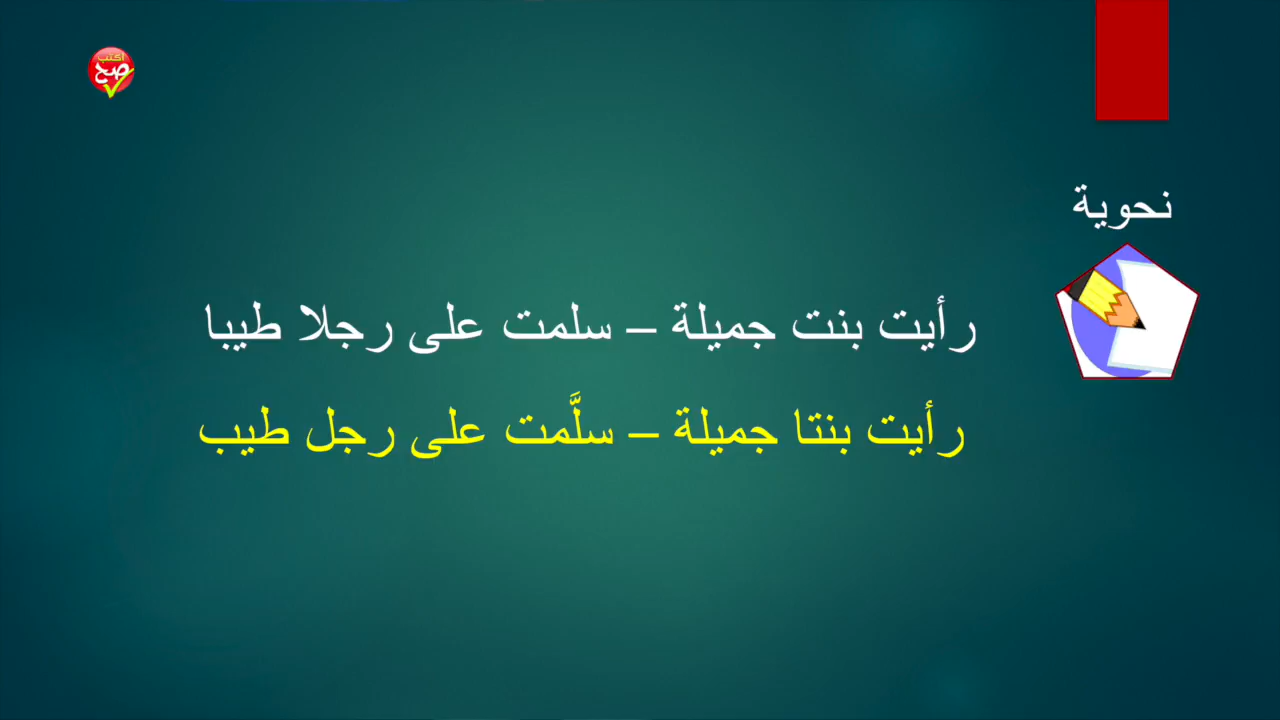 اكتب
صح
نحوية
رأيت بنت جميلة – سلمت على رجلا طيبا
رأيت بنتا جميلة – سلَّمت على رجل طيب